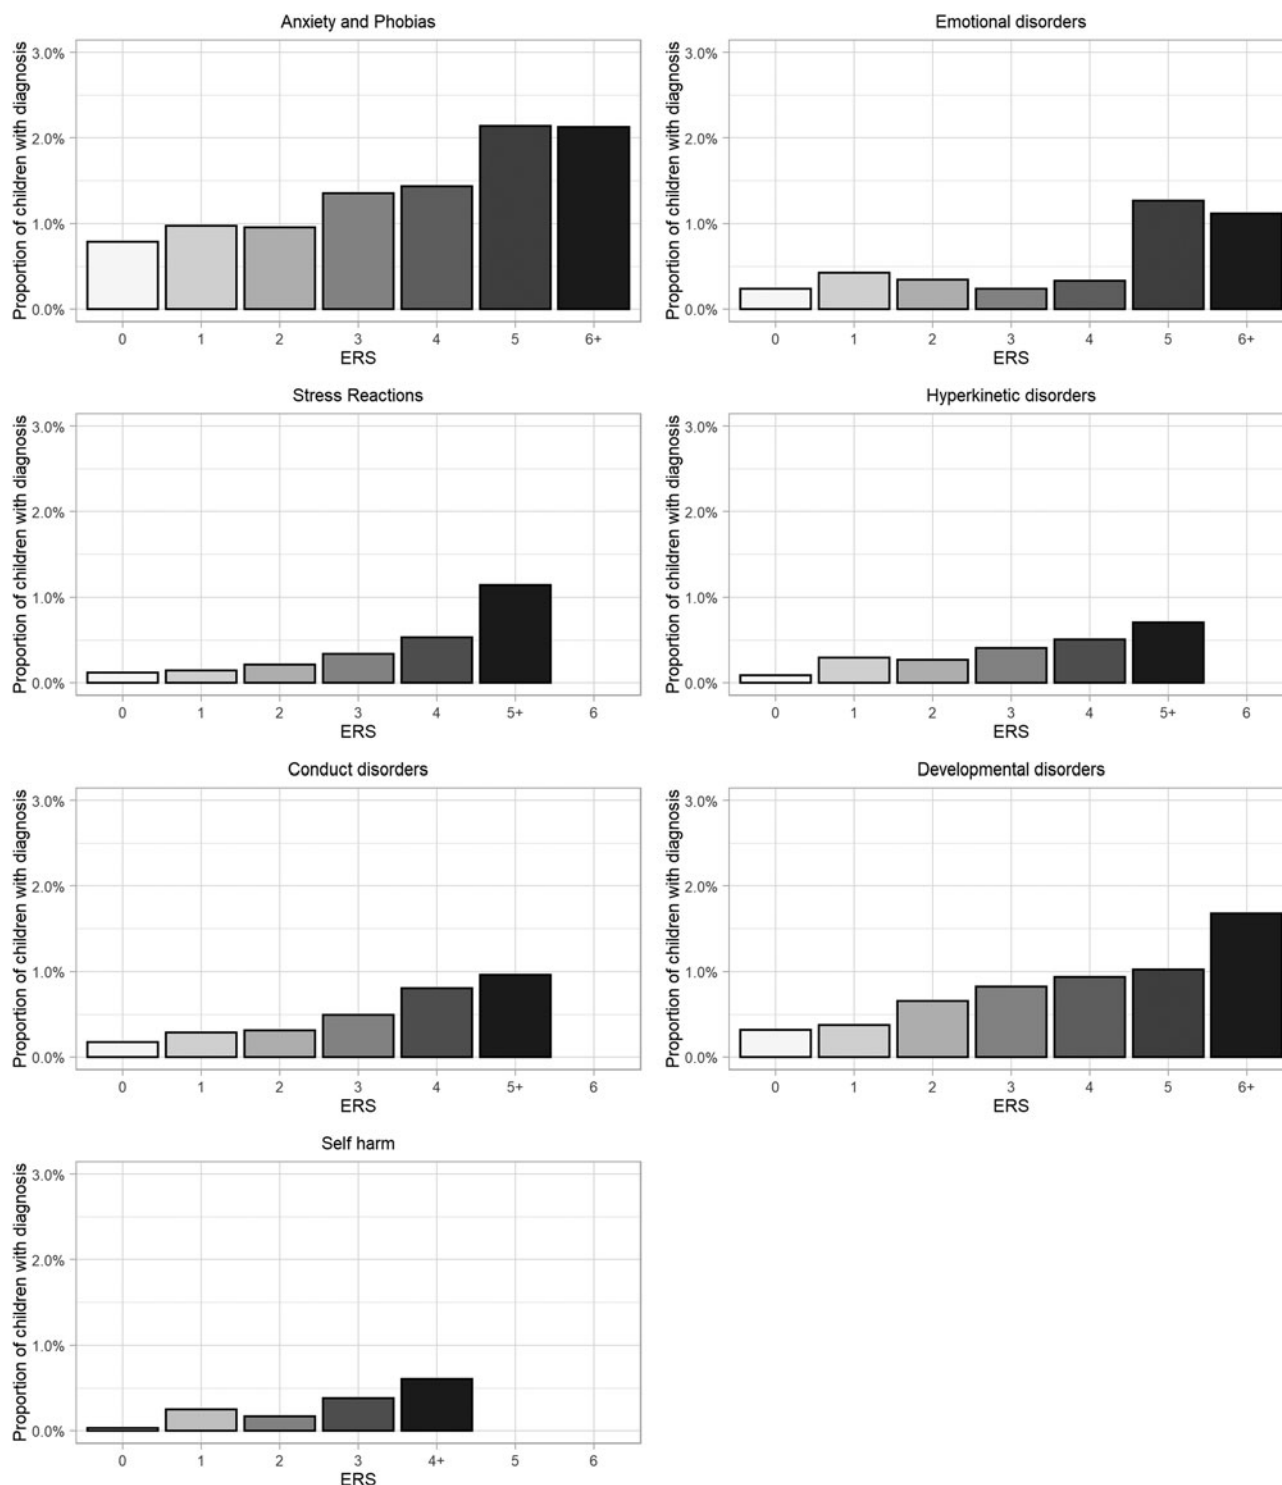 Anxiety and Phobias
Proportion of children with diagnosis
3.0%
2.0%
1.0%
0.0%
0 1 2 3 4 5 6+
ERS
Emotional disorders
Proportion of children with diagnosis
3.0%
2.0%
1.0%
0.0%
0 1 2 3 4 5 6+
ERS
Stress Reactions
Proportion of children with diagnosis
3.0%
2.0%
1.0%
0.0%
0 1 2 3 4 5+ 6
ERS
Hyperkinetic disorders
Proportion of children with diagnosis
3.0%
2.0%
1.0%
0.0%
0 1 2 3 4 5+ 6
ERS
Conduct disorders
Proportion of children with diagnosis
3.0%
2.0%
1.0%
0.0%
0 1 2 3 4 5+ 6
ERS
Developmental disorders
Proportion of children with diagnosis
3.0%
2.0%
1.0%
0.0%
0 1 2 3 4 5 6+
ERS
Self harm
Proportion of children with diagnosis
3.0%
2.0%
1.0%
0.0%
0 1 2 3 4+ 5 6
ERS